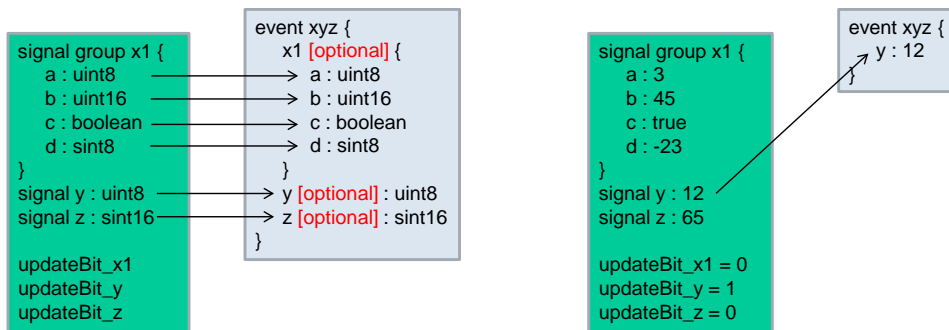 signal group x1 {
a : uint8
b : uint16
c : boolean
d : sint8
}
signal y : uint8
signal z : sint16
updateBit_x1
updateBit_y
updateBit_z
event xyz {
x1 [optional] {
a : uint8
b : uint16
c : boolean
d : sint8
}
y [optional] : uint8
z [optional] : sint16
}
signal group x1 {
a : 3
b : 45
c : true
d : -23
}
signal y : 12
signal z : 65
updateBit_x1 = 0
updateBit_y = 1
updateBit_z = 0
event xyz {
y : 12
}